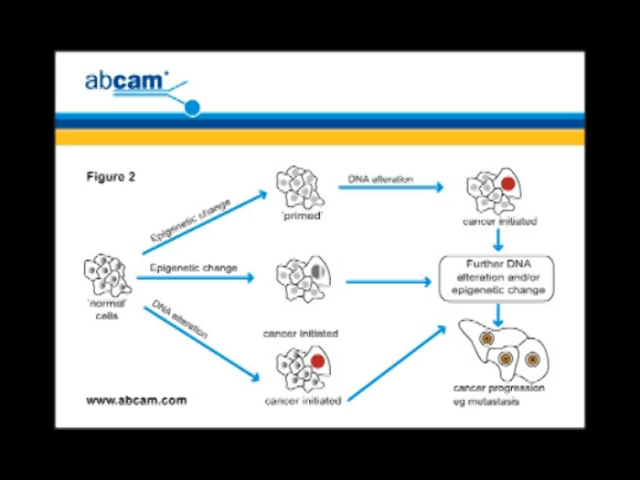 abcam
Figure 2
Epigenetic change
'primed'
DNA alteration
cancer initiated
'normal'
cells
Epigenetic change
cancer initiated
Further DNA
alteration and/or
epigenetic change
DNA alteration
cancer initiated
cancer progression
eg metastasis
www.abcam.com